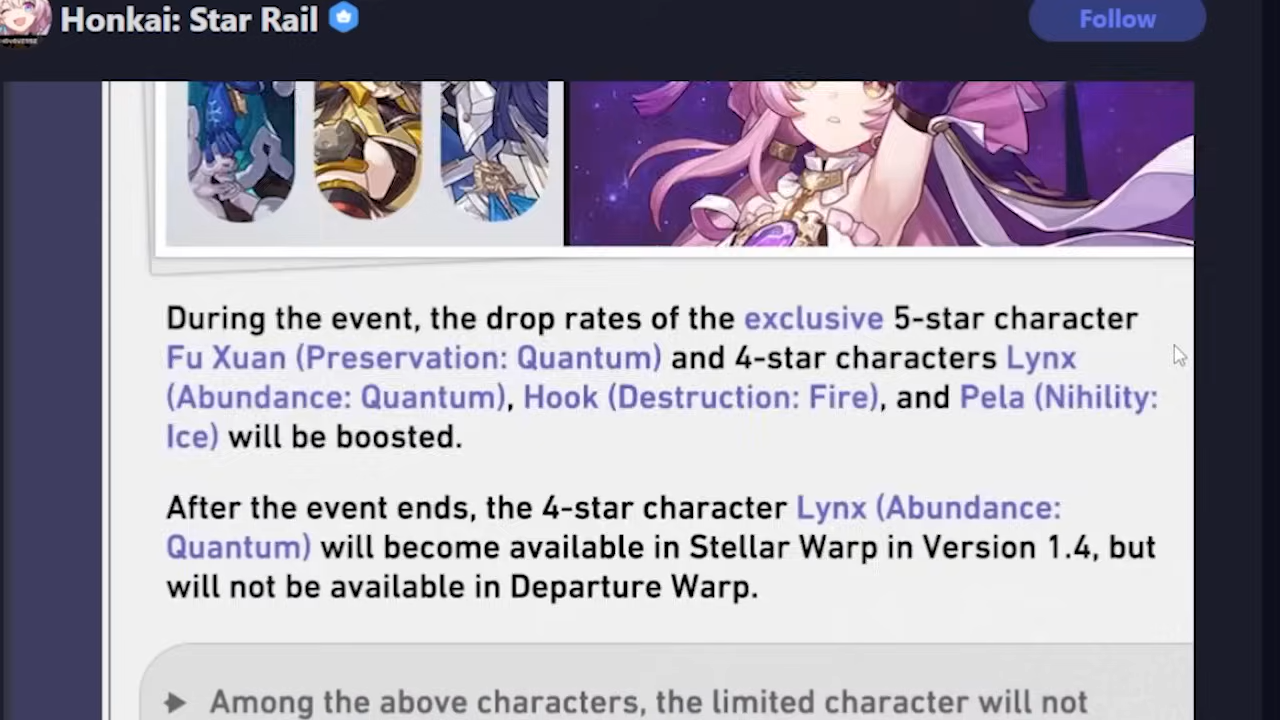 Honkai: Star Rail
Follow
During the event, the drop rates of the exclusive 5-star character
Fu Xuan (Preservation: Quantum) and 4-star characters Lynx
(Abundance: Quantum), Hook (Destruction: Fire), and Pela (Nihility:
Ice) will be boosted.
After the event ends, the 4-star character Lynx (Abundance:
Quantum) will become available in Stellar Warp in Version 1.4, but
will not be available in Departure Warp.
Among the above characters, the limited character will not